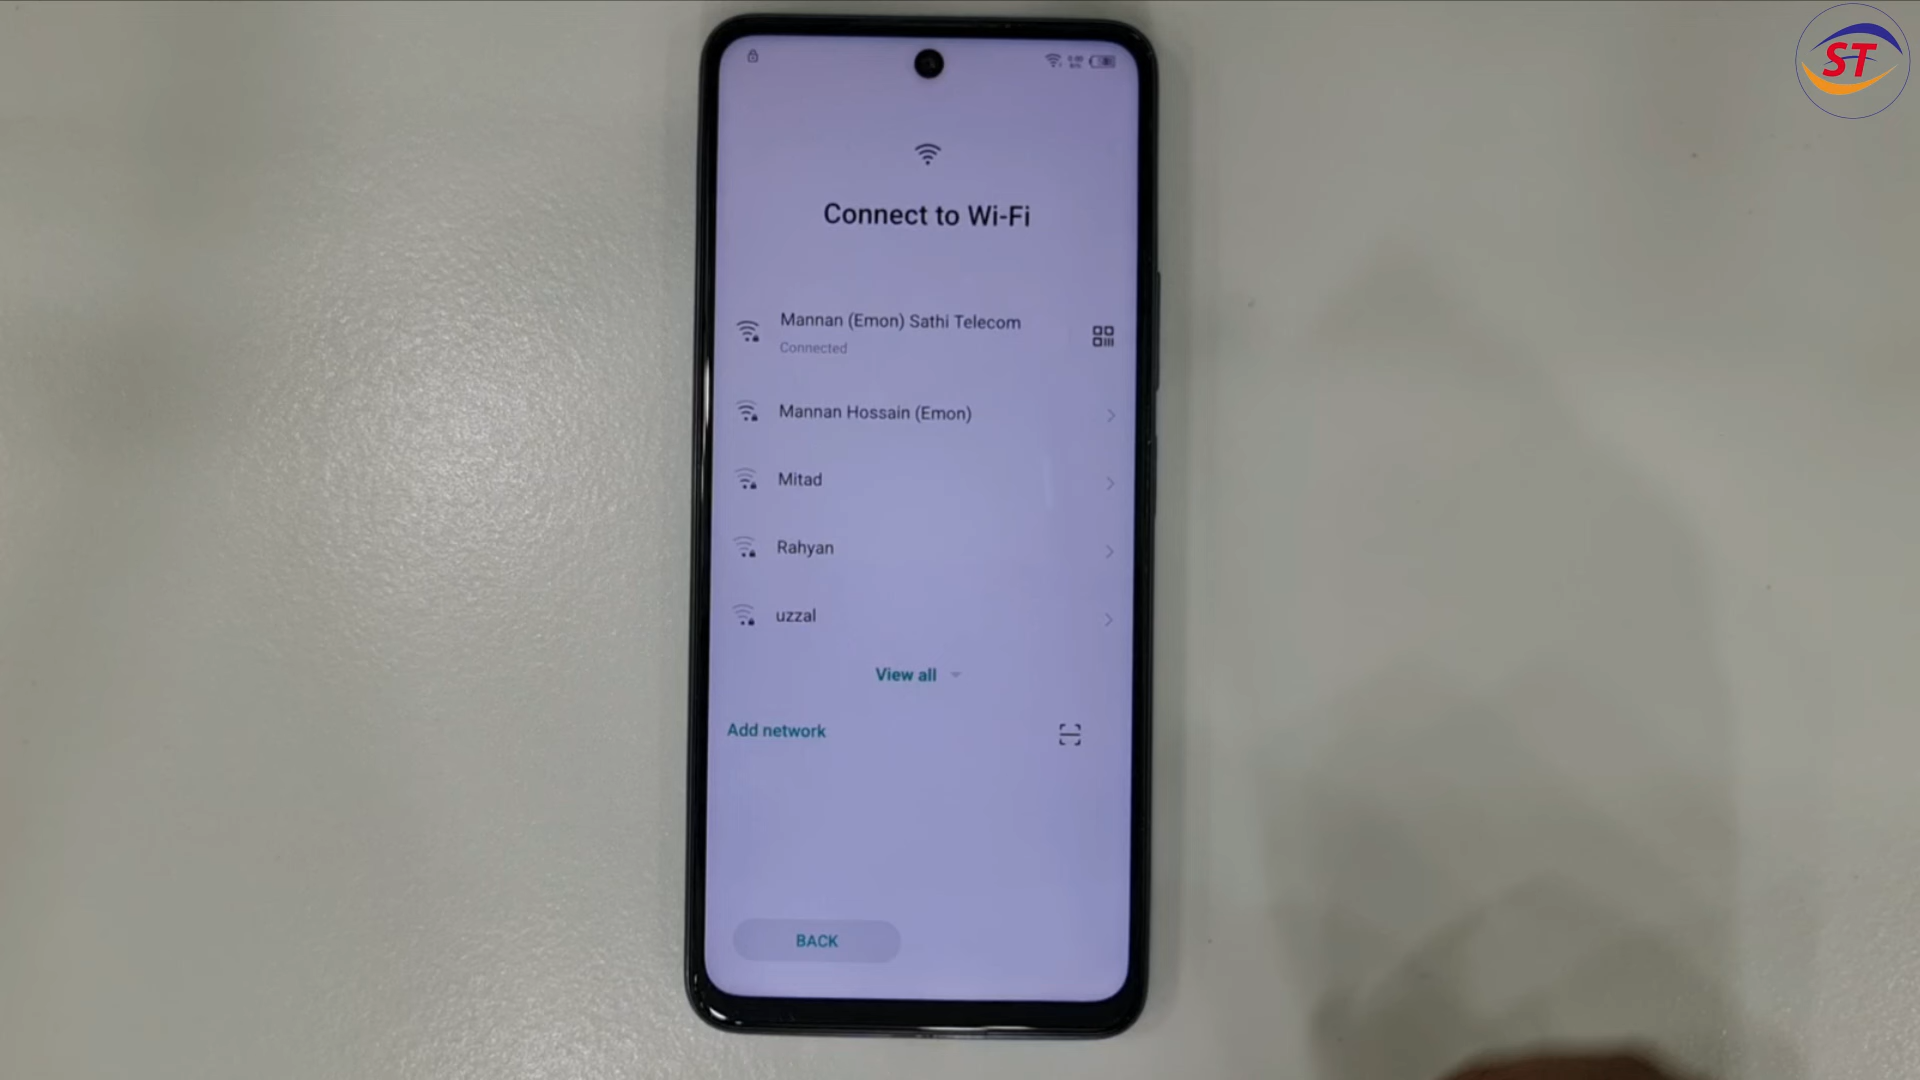 ST
Connect to Wi-Fi
Mannan (Emon) Sathi Telecom
Connected
Mannan Hossain (Emon)
Mitad
Rahyan
uzzal
View all
Add network
BACK